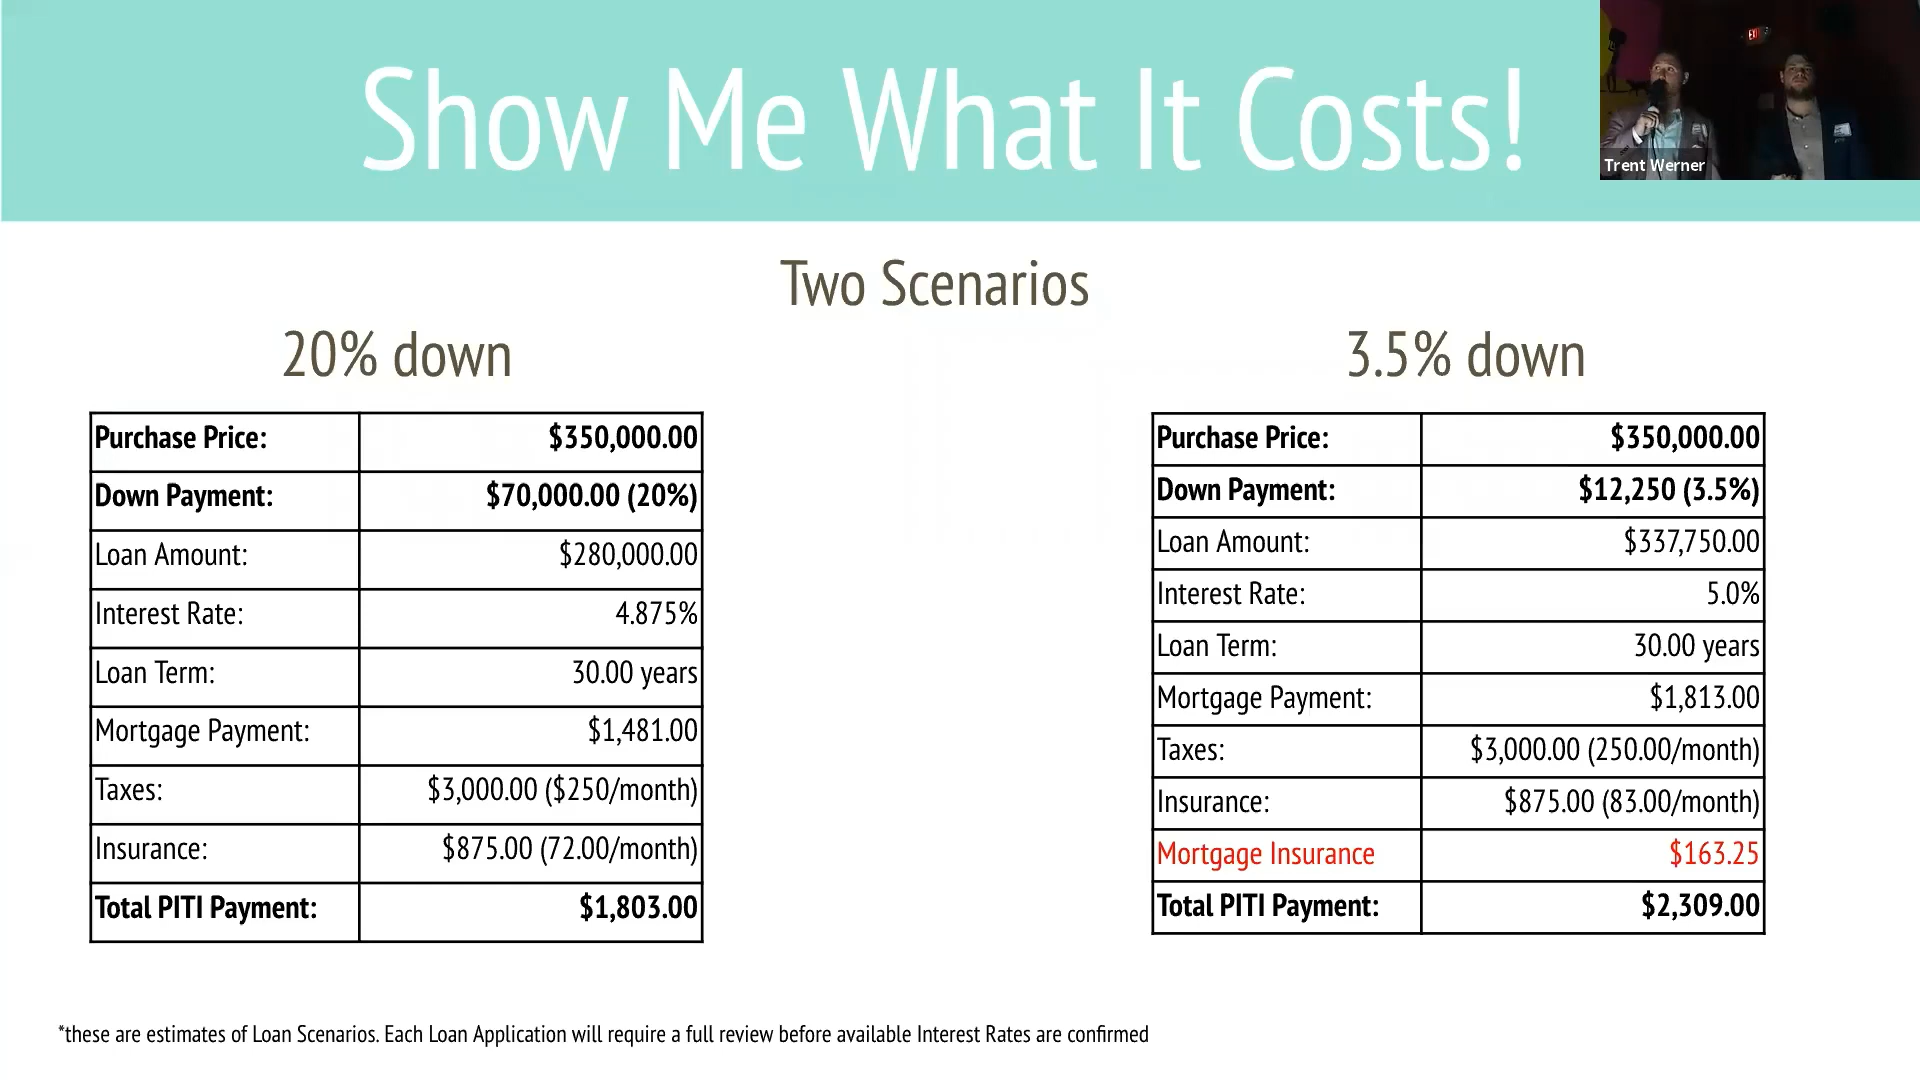 Show Me What It Costs!
EXIT
Trent Werner
Two Scenarios
20% down
Purchase Price: $350,000.00
Down Payment: $70,000.00 (20%)
Loan Amount: $280,000.00
Interest Rate: 4.875%
Loan Term: 30.00 years
Mortgage Payment: $1,481.00
Taxes: $3,000.00 ($250/month)
Insurance: $875.00 (72.00/month)
Total PITI Payment: $1,803.00
3.5% down
Purchase Price: $350,000.00
Down Payment: $12,250 (3.5%)
Loan Amount: $337,750.00
Interest Rate: 5.0%
Loan Term: 30.00 years
Mortgage Payment: $1,813.00
Taxes: $3,000.00 (250.00/month)
Insurance: $875.00 (83.00/month)
Mortgage Insurance $163.25
Total PITI Payment: $2,309.00
*these are estimates of Loan Scenarios. Each Loan Application will require a full review before available Interest Rates are confirmed